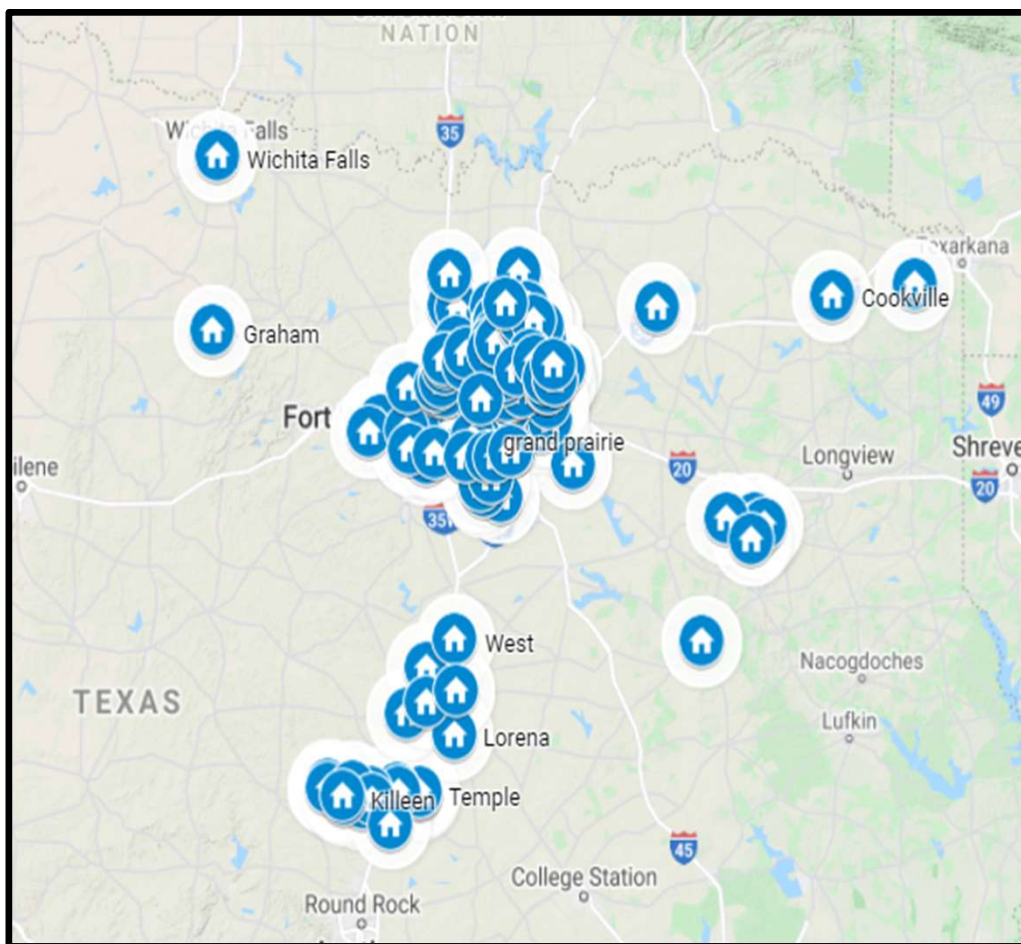 NATION
Wichita Falls
35
Wichita Falls
Texarkana
Cookville
Graham
49
Fort
grand prairie
Longview
Shreve
ilene
20
20
35W
West
Nacogdoches
TEXAS
Lufkin
Lorena
Killeen
Temple
45
College Station
Round Rock